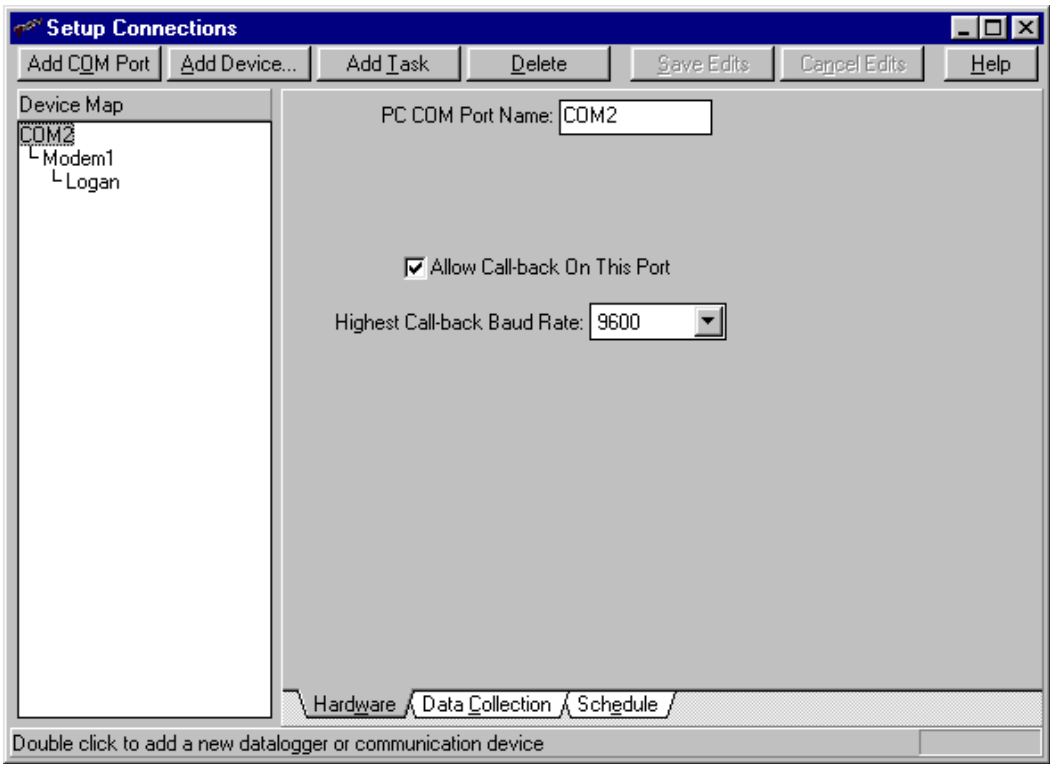 Setup Connections
Add COM Port Add Device... Add Task Delete Save Edits Cancel Edits Help
Device Map
COM2
Modem1
Logan
PC COM Port Name: COM2
Allow Call-back On This Port
Highest Call-back Baud Rate: 9600
Hardware Data Collection Schedule
Double click to add a new datalogger or communication device